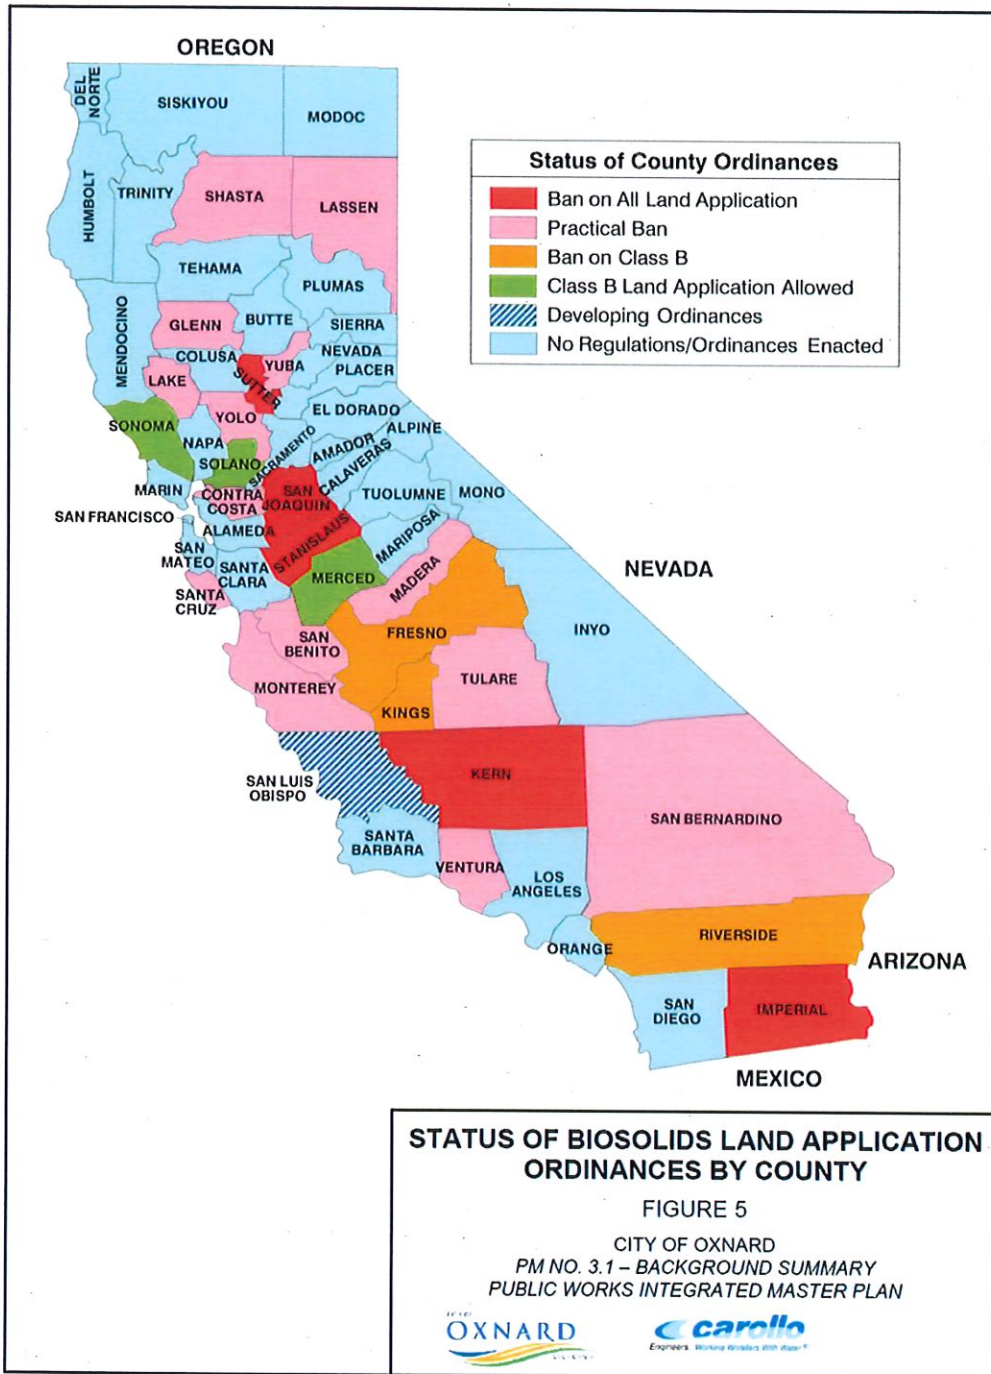 OREGON
DEL
NORTE
SISKIYOU
MODOC
HUMBOLT
TRINITY
SHASTA
LASSEN
Status of County Ordinances
Ban on All Land Application
Practical Ban
Ban on Class B
Class B Land Application Allowed
Developing Ordinances
No Regulations/Ordinances Enacted
TEHAMA
PLUMAS
MENDOCINO
GLENN
BUTTE
SIERRA
COLUSA
NEVADA
LAKE
SUTTER
YUBA
PLACER
SONOMA
YOLO
EL DORADO
NAPA
SACRAMENTO
AMADOR
ALPINE
SOLANO
CALAVERAS
MARIN
CONTRA
COSTA
SAN
JOAQUIN
TUOLUMNE
MONO
SAN FRANCISCO
ALAMEDA
STANISLAUS
MARIPOSA
SAN
MATEO
SANTA
CLARA
MERCED
MADERA
NEVADA
SANTA
CRUZ
SAN
BENITO
FRESNO
INYO
MONTEREY
TULARE
KINGS
SAN LUIS
OBISPO
KERN
SAN BERNARDINO
SANTA
BARBARA
VENTURA
LOS
ANGELES
ORANGE
RIVERSIDE
ARIZONA
SAN
DIEGO
IMPERIAL
MEXICO
STATUS OF BIOSOLIDS LAND APPLICATION
ORDINANCES BY COUNTY
FIGURE 5
CITY OF OXNARD
PM NO. 3.1 – BACKGROUND SUMMARY
PUBLIC WORKS INTEGRATED MASTER PLAN
OXNARD
carollo
Engineers Working Wonders With Water®